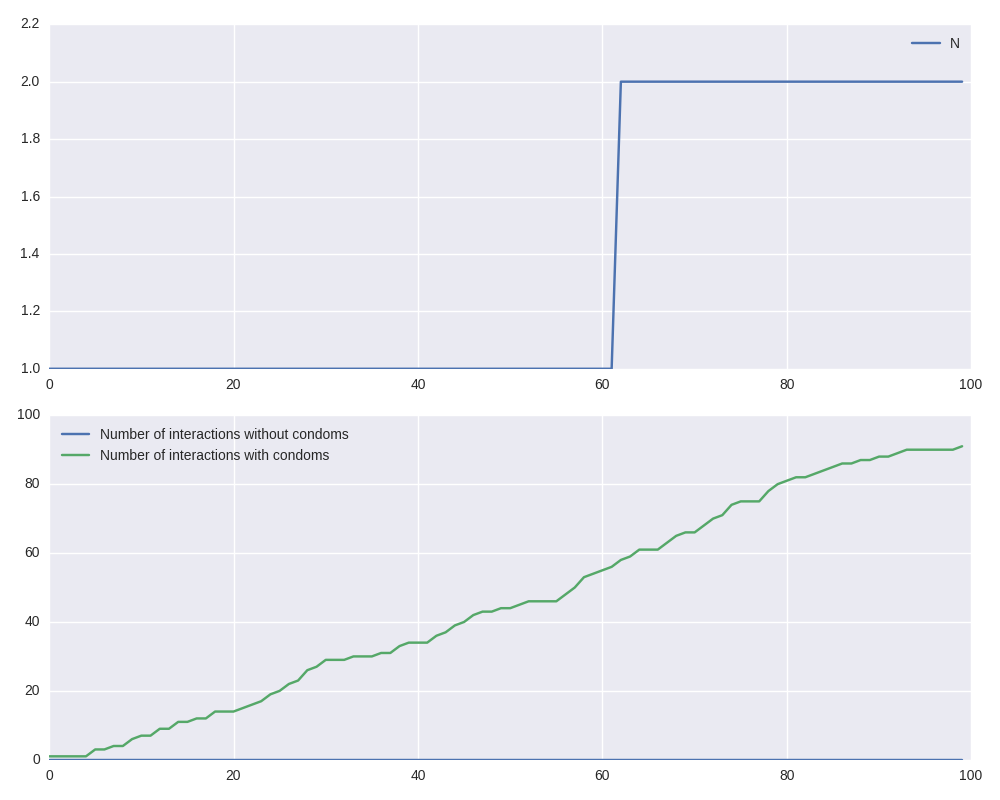 2.2
N
2.0
1.8
1.6
1.4
1.2
1.0
0 20 40 60 80 100
100
Number of interactions without condoms
Number of interactions with condoms
80
60
40
20
0
0 20 40 60 80 100